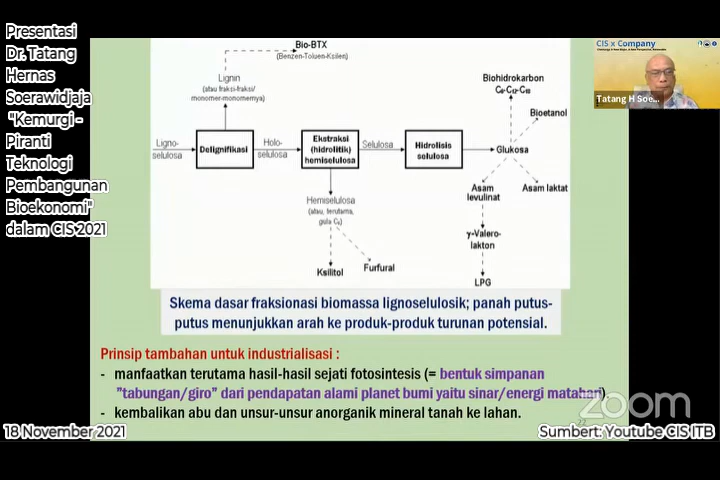 Presentasi
Dr. Tatang
Hernas
Soerawidjaja
"Kemurgi -
Piranti
Teknologi
Pembangunan
Bioekonomi"
dalam CIS 2021
CIS x Company
Tatang H Soe...
Bio-BTX
(Benzen-Toluen-Ksilen)
Lignin
(atau fraksi-fraksi/
monomer-monomernya)
Ligno-
selulosa
Delignifikasi
Holo-
selulosa
Ekstraksi
(hidrolitik)
hemiselulosa
Selulosa
Hidrolisis
selulosa
Glukosa
Biohidrokarbon
Bioetanol
Asam
levulinat
Asam laktat
γ-Valero-
lakton
LPG
Hemiselulosa
(atau, terutama,
gula C₅)
Ksilitol
Furfural
Skema dasar fraksionasi biomassa lignoselulosik; panah putus-
putus menunjukkan arah ke produk-produk turunan potensial.
Prinsip tambahan untuk industrialisasi :
- manfaatkan terutama hasil-hasil sejati fotosintesis (= bentuk simpanan
"tabungan/giro" dari pendapatan alami planet bumi yaitu sinar/energi matahari)
- kembalikan abu dan unsur-unsur anorganik mineral tanah ke lahan.
zoom
22
18 November 2021
Sumbert: Youtube CIS ITB